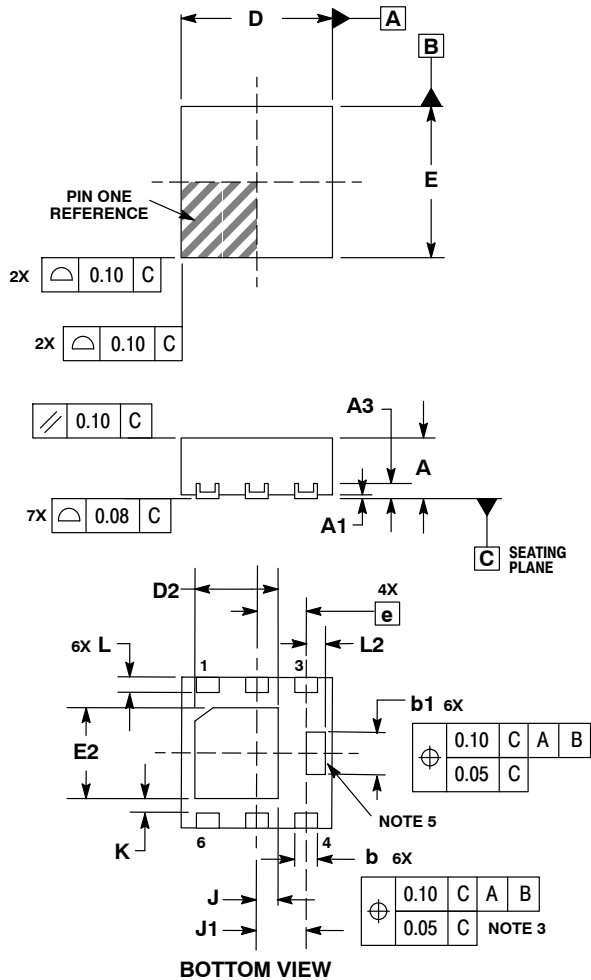 D
A
B
E
PIN ONE
REFERENCE
2X ⌓ 0.10 C
2X ⌓ 0.10 C
⫽ 0.10 C
A3
A
7X ⌓ 0.08 C
A1
C SEATING
PLANE
D2
4X
e
6X L
L2
1
3
b1 6X
⌖ 0.10 C A B
0.05 C
E2
NOTE 5
K
6
4
b 6X
J
⌖ 0.10 C A B
0.05 C NOTE 3
J1
BOTTOM VIEW